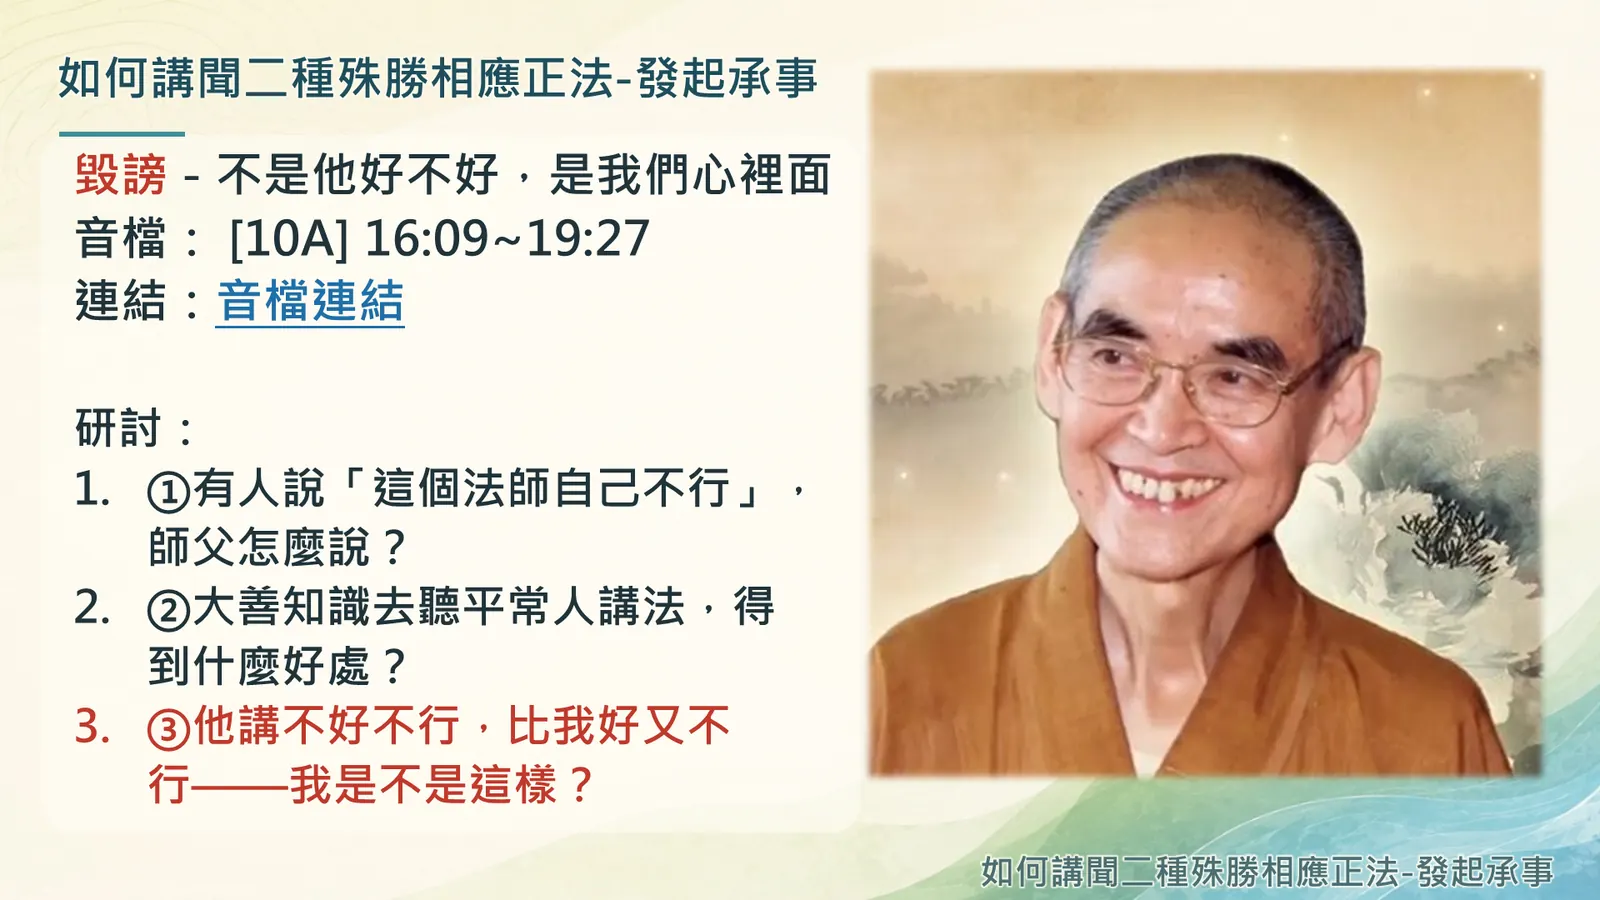 如何講聞二種殊勝相應正法-發起承事
毀謗 - 不是他好不好，是我們心裡面
音檔： [10A] 16:09~19:27
連結：音檔連結
研討：
1. ①有人說「這個法師自己不行」，
師父怎麼說？
2. ②大善知識去聽平常人講法，得
到什麼好處？
3. ③他講不好不行，比我好又不
行——我是不是這樣？
如何講聞二種殊勝相應正法-發起承事